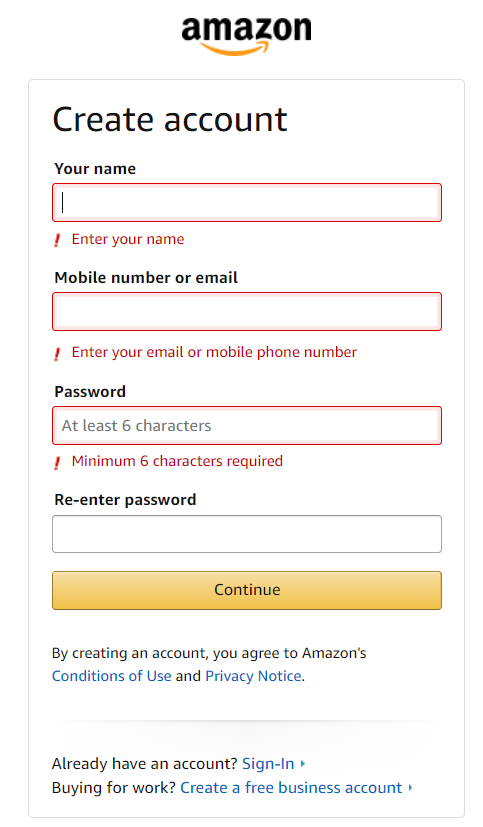 amazon
Create account
Your name
Enter your name
Mobile number or email
Enter your email or mobile phone number
Password
At least 6 characters
Minimum 6 characters required
Re-enter password
Continue
By creating an account, you agree to Amazon's
Conditions of Use and Privacy Notice.
Already have an account? Sign-In
Buying for work? Create a free business account